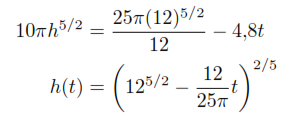 10πh^{5/2} = \frac{25π(12)^{5/2}}{12} − 4,8t
h(t) = \left(12^{5/2} − \frac{12}{25π}t\right)^{2/5}